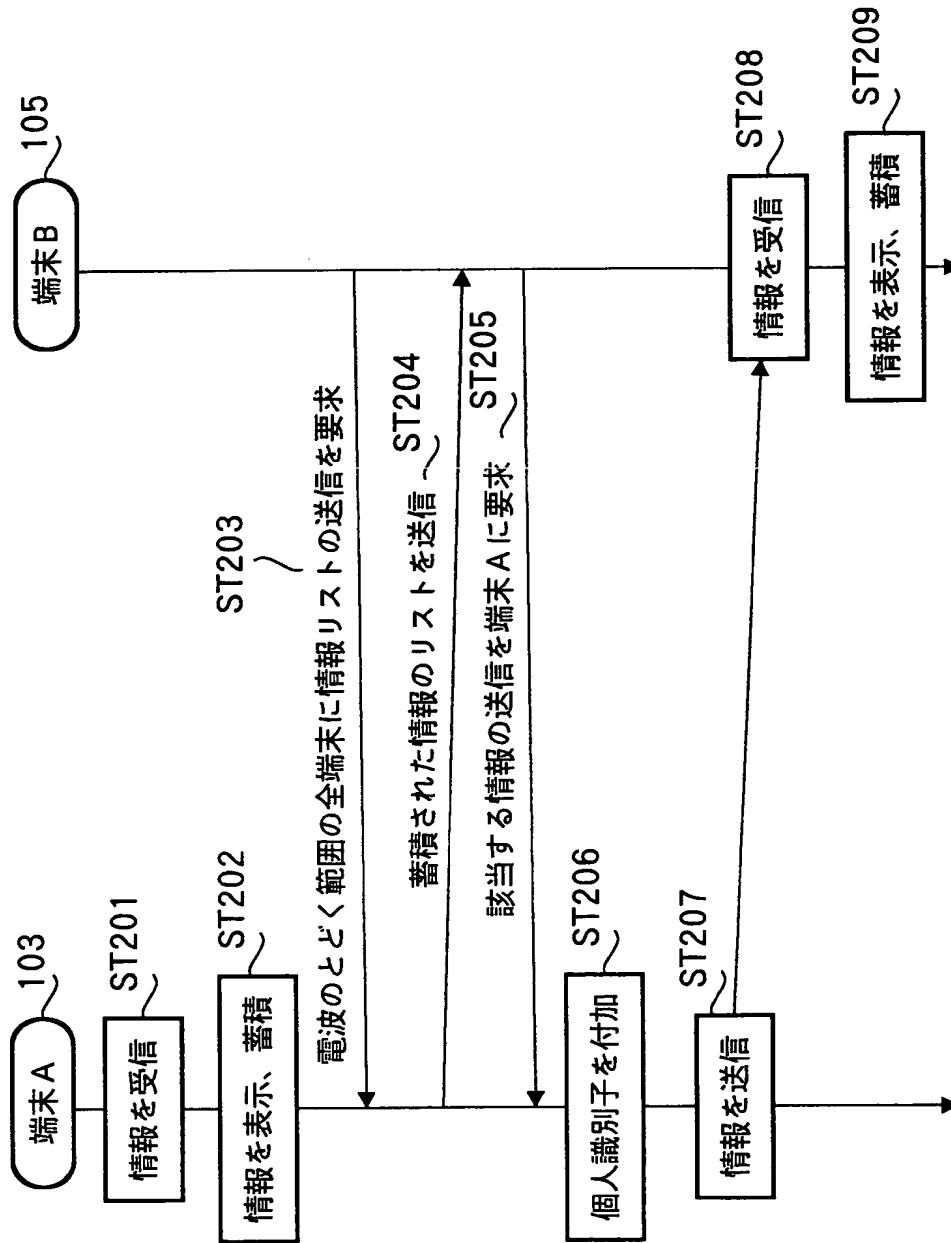 端末A
103
端末B
105
情報を受信
ST201
情報を表示、蓄積
ST202
ST203
電波のとどく範囲の全端末に情報リストの送信を要求
蓄積された情報のリストを送信
ST204
該当する情報の送信を端末Aに要求
ST205
個人識別子を付加
ST206
情報を送信
ST207
情報を受信
ST208
情報を表示、蓄積
ST209